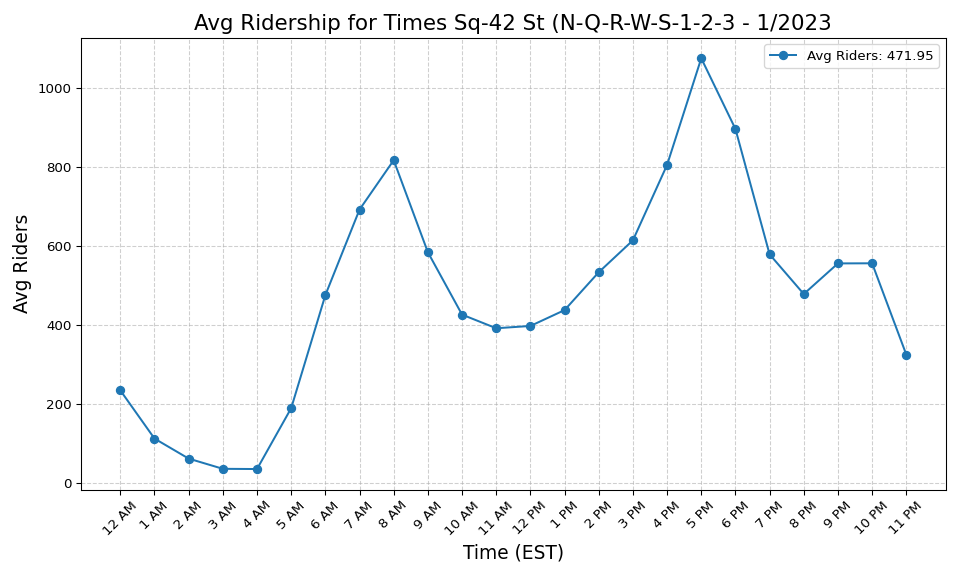 Avg Ridership for Times Sq-42 St (N-Q-R-W-S-1-2-3 - 1/2023
Avg Riders: 471.95
Avg Riders
1000
800
600
400
200
0
12 AM
1 AM
2 AM
3 AM
4 AM
5 AM
6 AM
7 AM
8 AM
9 AM
10 AM
11 AM
12 PM
1 PM
2 PM
3 PM
4 PM
5 PM
6 PM
7 PM
8 PM
9 PM
10 PM
11 PM
Time (EST)